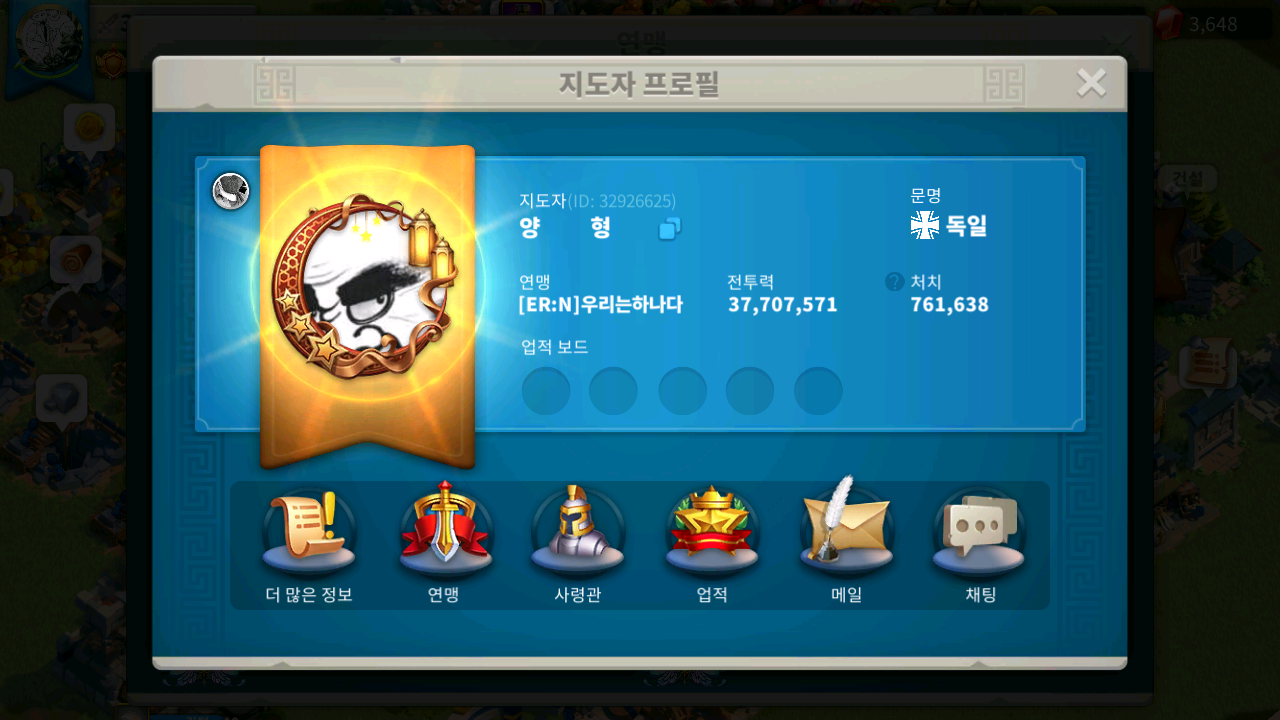 연맹
3,648
지도자 프로필
건설
지도자(ID: 32926625)
양 형
문명
독일
연맹
[ER:N]우리는하나다
전투력
37,707,571
? 처치
761,638
업적 보드
더 많은 정보
연맹
사령관
업적
메일
채팅